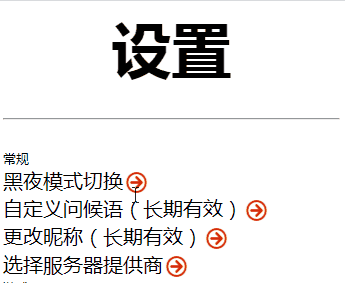 设置
常规
黑夜模式切换
自定义问候语（长期有效）
更改昵称（长期有效）
选择服务器提供商